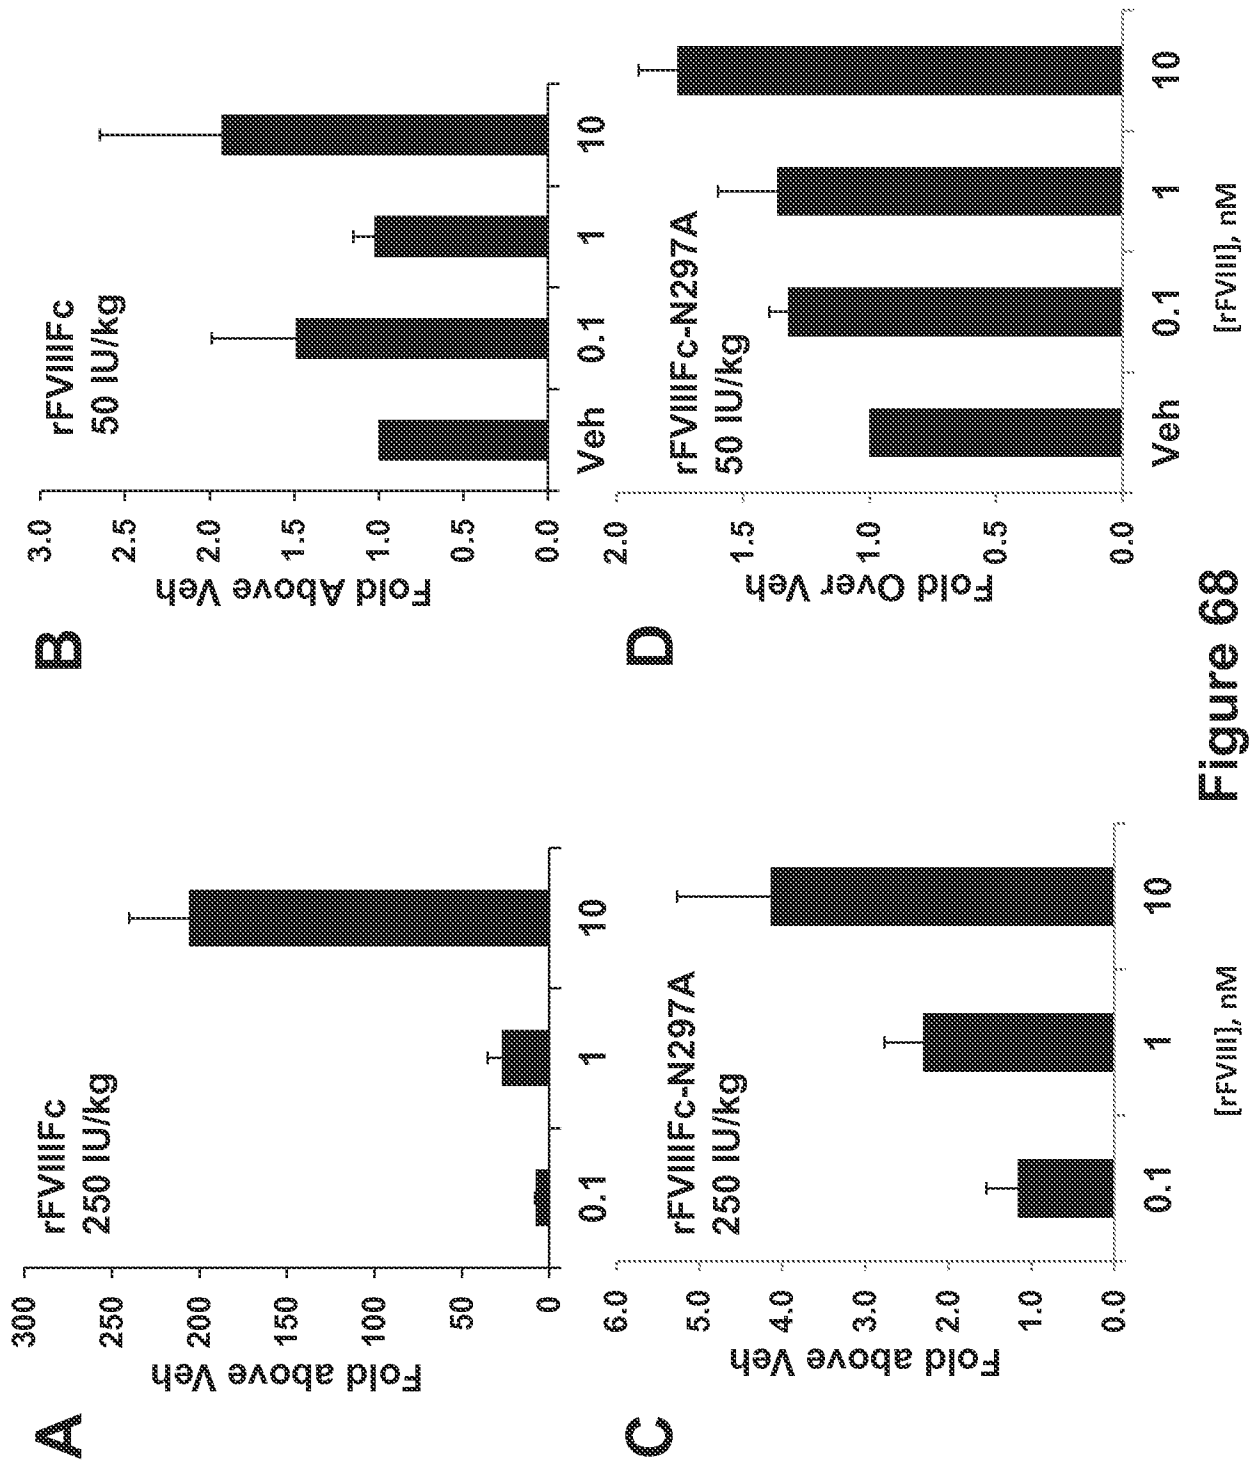 A
rFVIIIFc
250 IU/kg
Fold above Veh
300
250
200
150
100
50
0
0.1
1
10
B
rFVIIIFc
50 IU/kg
Fold Above Veh
3.0
2.5
2.0
1.5
1.0
0.5
0.0
Veh
0.1
1
10
C
rFVIIIFc-N297A
250 IU/kg
Fold above Veh
6.0
5.0
4.0
3.0
2.0
1.0
0.0
0.1
1
10
[rFVIII], nM
D
rFVIIIFc-N297A
50 IU/kg
Fold Over Veh
2.0
1.5
1.0
0.5
0.0
Veh
0.1
1
10
[rFVIII], nM
Figure 68